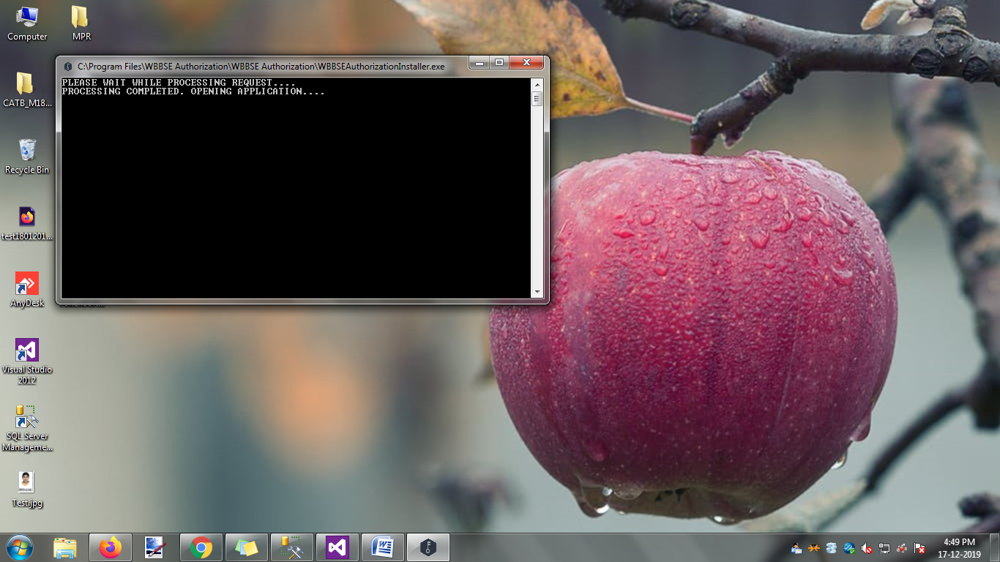 Computer
MPR
CATB_M18...
Recycle Bin
test1801201...
AnyDesk
Visual Studio
2012
SQL Server
Manageme...
Test.jpg
C:\Program Files\WBBSE Authorization\WBBSE Authorization\WBBSEAuthorizationInstaller.exe
PLEASE WAIT WHILE PROCESSING REQUEST....
PROCESSING COMPLETED. OPENING APPLICATION....
4:49 PM
17-12-2019